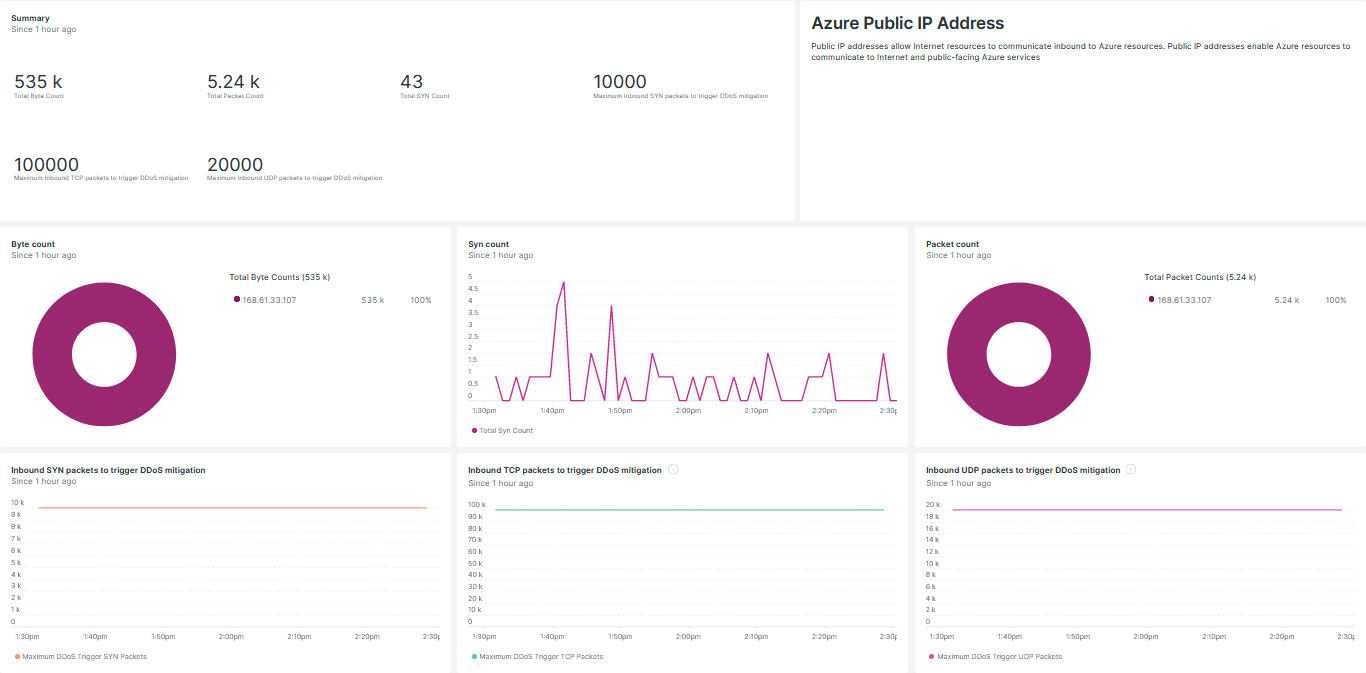 Summary
Since 1 hour ago
535 k
Total Byte Count
5.24 k
Total Packet Count
43
Total SYN Count
10000
Maximum Inbound SYN packets to trigger DDoS mitigation
100000
Maximum Inbound TCP packets to trigger DDoS mitigation
20000
Maximum Inbound UDP packets to trigger DDoS mitigation
Azure Public IP Address
Public IP addresses allow Internet resources to communicate inbound to Azure resources. Public IP addresses enable Azure resources to
communicate to Internet and public-facing Azure services
Byte count
Since 1 hour ago
Total Byte Counts (535 k)
168.61.33.107 535 k 100%
Syn count
Since 1 hour ago
5
4.5
4
3.5
3
2.5
2
1.5
1
0.5
0
1:30pm 1:40pm 1:50pm 2:00pm 2:10pm 2:20pm 2:30p
Total Syn Count
Packet count
Since 1 hour ago
Total Packet Counts (5.24 k)
168.61.33.107 5.24 k 100%
Inbound SYN packets to trigger DDoS mitigation
Since 1 hour ago
10 k
9 k
8 k
7 k
6 k
5 k
4 k
3 k
2 k
1 k
0
1:30pm 1:40pm 1:50pm 2:00pm 2:10pm 2:20pm 2:30p
Maximum DDoS Trigger SYN Packets
Inbound TCP packets to trigger DDoS mitigation
Since 1 hour ago
100 k
90 k
80 k
70 k
60 k
50 k
40 k
30 k
20 k
10 k
0
1:30pm 1:40pm 1:50pm 2:00pm 2:10pm 2:20pm 2:30p
Maximum DDoS Trigger TCP Packets
Inbound UDP packets to trigger DDoS mitigation
Since 1 hour ago
20 k
18 k
16 k
14 k
12 k
10 k
8 k
6 k
4 k
2 k
0
1:30pm 1:40pm 1:50pm 2:00pm 2:10pm 2:20pm 2:30p
Maximum DDoS Trigger UDP Packets